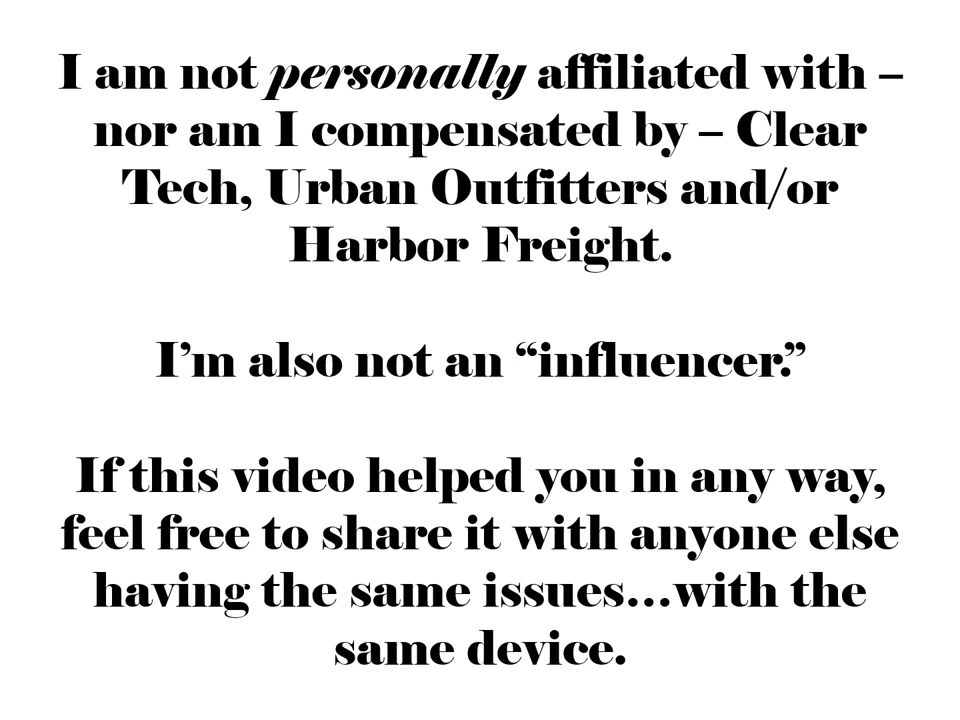 I am not personally affiliated with –
nor am I compensated by – Clear
Tech, Urban Outfitters and/or
Harbor Freight.
I’m also not an “influencer.”
If this video helped you in any way,
feel free to share it with anyone else
having the same issues…with the
same device.